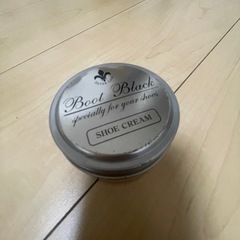 Boot Black
specially for your shoes
SHOE CREAM